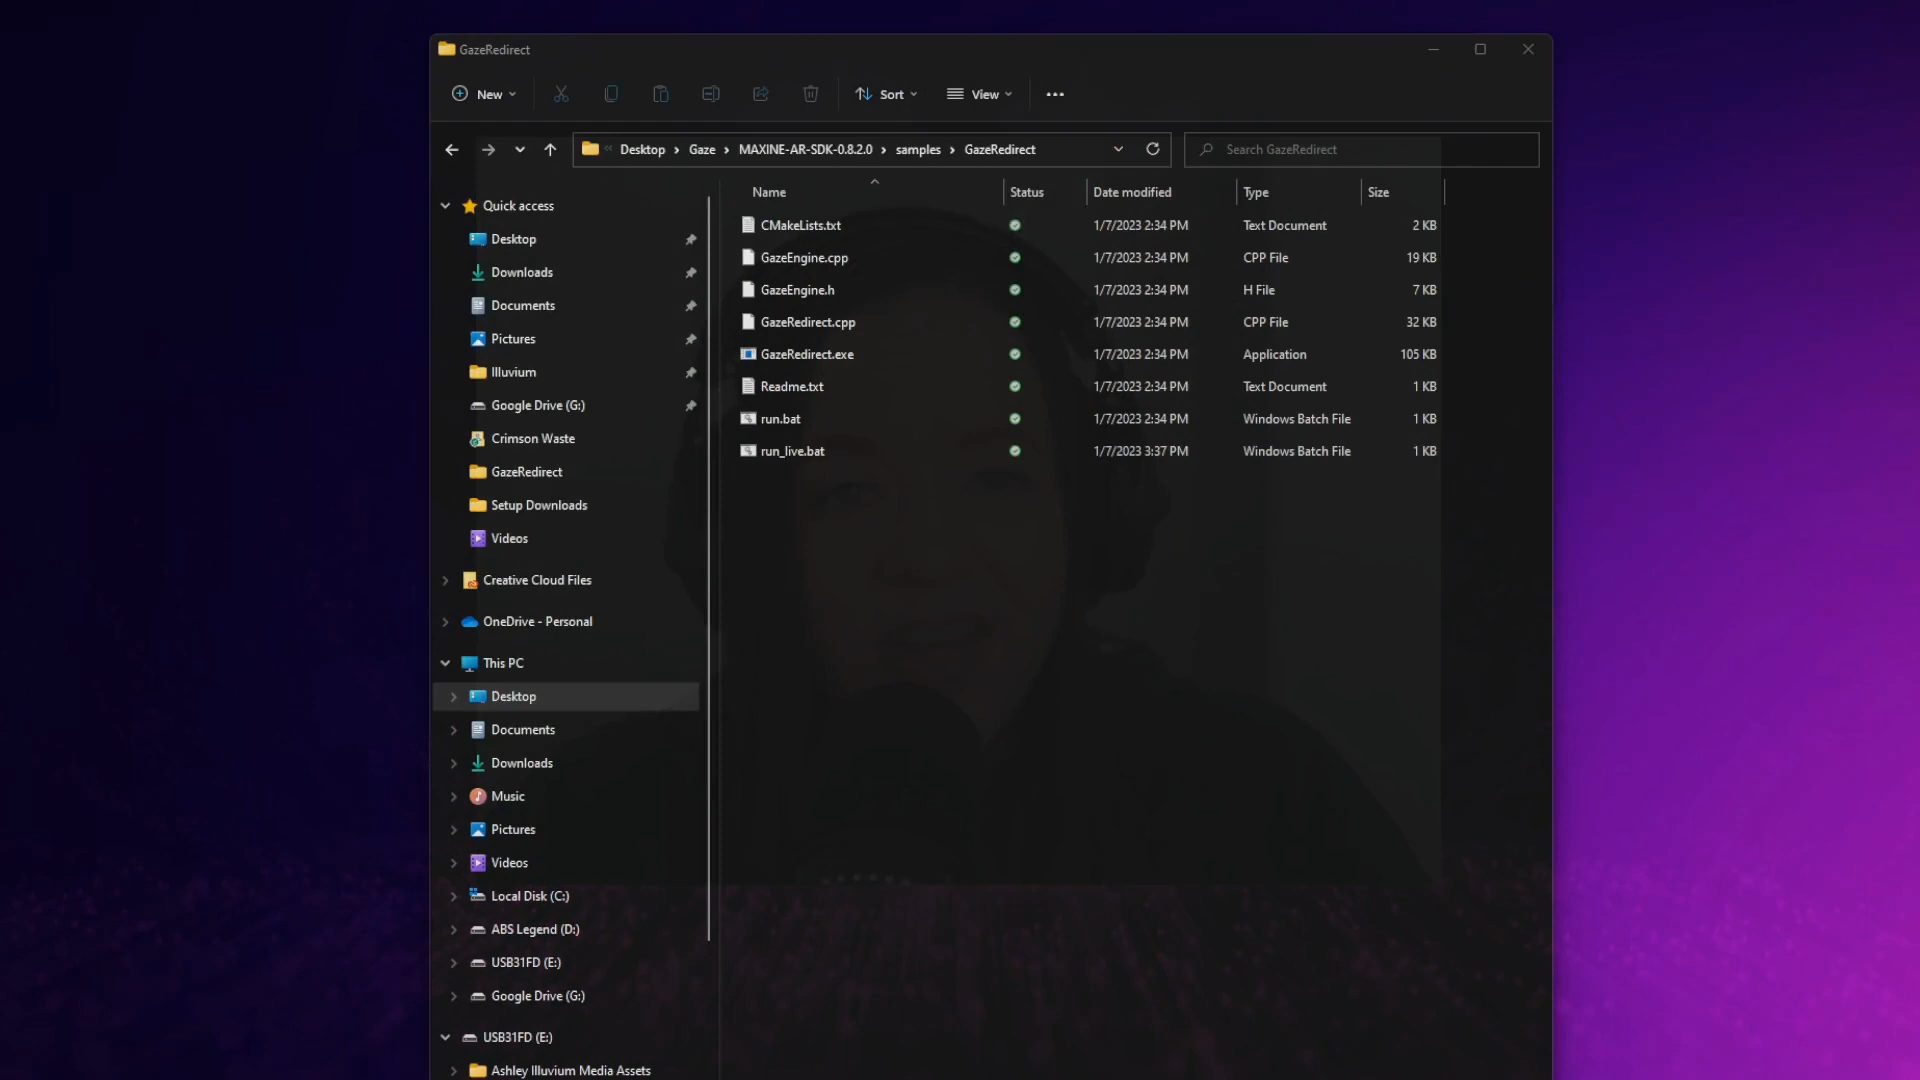 GazeRedirect
New
Sort
View
Desktop > Gaze > MAXINE-AR-SDK-0.8.2.0 > samples > GazeRedirect
Search GazeRedirect
Name Status Date modified Type Size
CMakeLists.txt 1/7/2023 2:34 PM Text Document 2 KB
GazeEngine.cpp 1/7/2023 2:34 PM CPP File 19 KB
GazeEngine.h 1/7/2023 2:34 PM H File 7 KB
GazeRedirect.cpp 1/7/2023 2:34 PM CPP File 32 KB
GazeRedirect.exe 1/7/2023 2:34 PM Application 105 KB
Readme.txt 1/7/2023 2:34 PM Text Document 1 KB
run.bat 1/7/2023 2:34 PM Windows Batch File 1 KB
run_live.bat 1/7/2023 3:37 PM Windows Batch File 1 KB
Quick access
Desktop
Downloads
Documents
Pictures
Illuvium
Google Drive (G:)
Crimson Waste
GazeRedirect
Setup Downloads
Videos
Creative Cloud Files
OneDrive - Personal
This PC
Desktop
Documents
Downloads
Music
Pictures
Videos
Local Disk (C:)
ABS Legend (D:)
USB31FD (E:)
Google Drive (G:)
USB31FD (E:)
Ashley Illuvium Media Assets